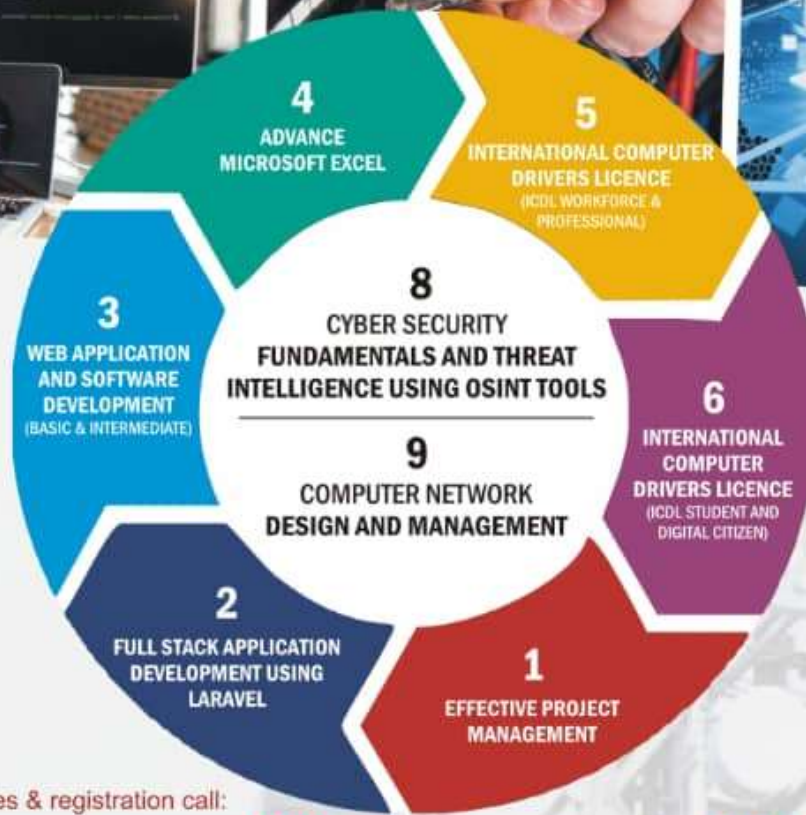 4
ADVANCE
MICROSOFT EXCEL
5
INTERNATIONAL COMPUTER
DRIVERS LICENCE
(ICDL WORKFORCE &
PROFESSIONAL)
3
WEB APPLICATION
AND SOFTWARE
DEVELOPMENT
(BASIC & INTERMEDIATE)
8
CYBER SECURITY
FUNDAMENTALS AND THREAT
INTELLIGENCE USING OSINT TOOLS
9
COMPUTER NETWORK
DESIGN AND MANAGEMENT
6
INTERNATIONAL
COMPUTER
DRIVERS LICENCE
(ICDL STUDENT AND
DIGITAL CITIZEN)
2
FULL STACK APPLICATION
DEVELOPMENT USING
LARAVEL
1
EFFECTIVE PROJECT
MANAGEMENT
& registration call: